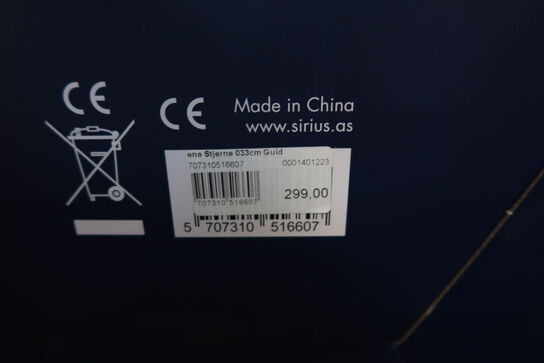 CE
CE
Made in China
www.sirius.as
ene Stjerne 033cm Guld
707310516607 0001401223
299,00
707310 516607
5 707310 516607